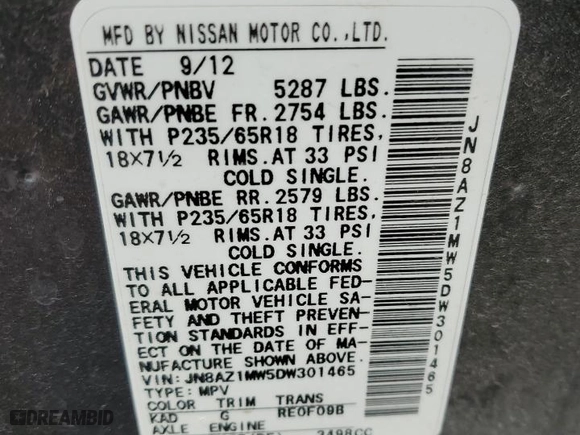 MFD BY NISSAN MOTOR CO.,LTD.
DATE 9/12
GVWR/PNBV 5287 LBS.
GAWR/PNBE FR. 2754 LBS.
WITH P235/65R18 TIRES,
18X7 1/2 RIMS. AT 33 PSI
COLD SINGLE.
GAWR/PNBE RR. 2579 LBS.
WITH P235/65R18 TIRES,
18X7 1/2 RIMS. AT 33 PSI
COLD SINGLE.
THIS VEHICLE CONFORMS
TO ALL APPLICABLE FED-
ERAL MOTOR VEHICLE SA-
FETY AND THEFT PREVEN-
TION STANDARDS IN EFF-
ECT ON THE DATE OF MA-
NUFACTURE SHOWN ABOVE.
VIN: JN8AZ1MW5DW301465
TYPE: MPV
COLOR TRIM TRANS
KAD G RE0F09B
AXLE ENGINE
3498CC
JN8AZ1MW5DW301465
DREAMBID